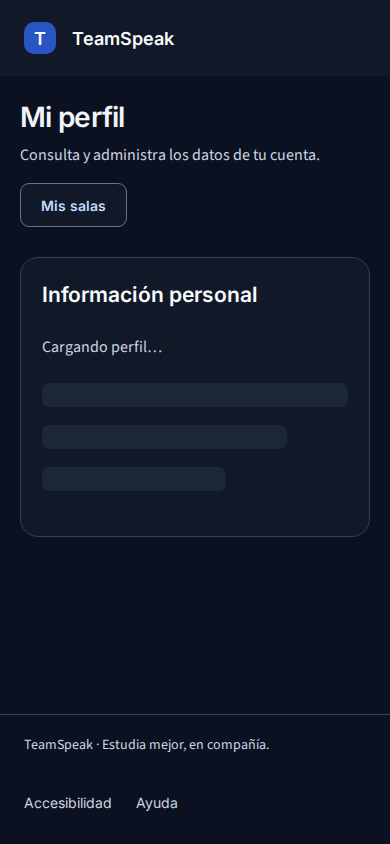 T TeamSpeak
Mi perfil
Consulta y administra los datos de tu cuenta.
Mis salas
Información personal
Cargando perfil…
TeamSpeak · Estudia mejor, en compañía.
Accesibilidad Ayuda